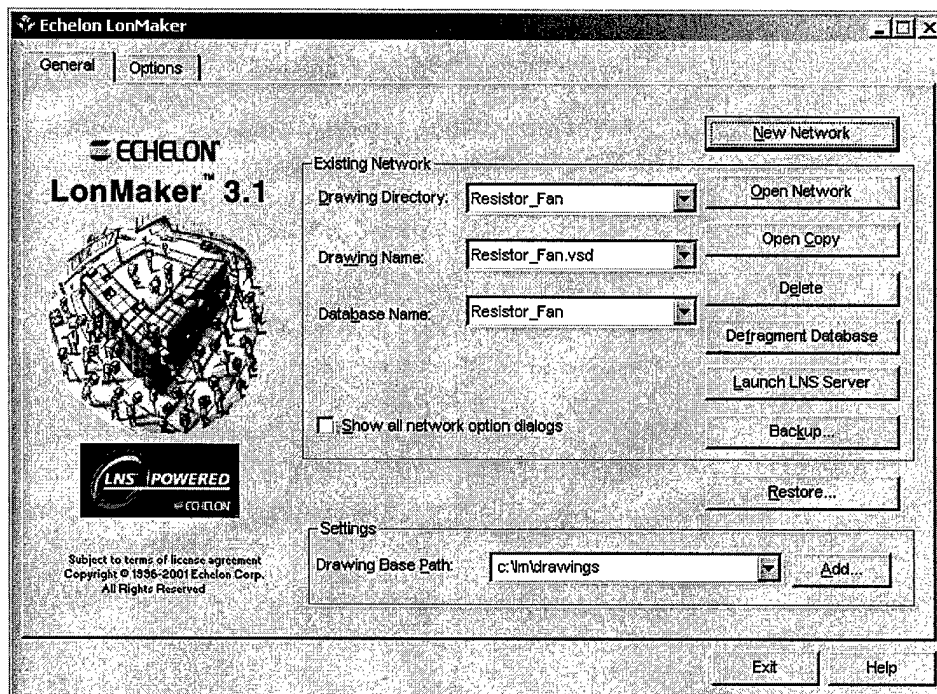 Echelon LonMaker
General
Options
ECHELON
LonMaker™ 3.1
New Network
Existing Network
Drawing Directory: Resistor_Fan
Open Network
Open Copy
Drawing Name: Resistor_Fan.vsd
Delete
Database Name: Resistor_Fan
Defragment Database
Launch LNS Server
Show all network option dialogs
Backup...
LNS POWERED
ECHELON
Restore...
Settings
Drawing Base Path: c:\lm\drawings
Add...
Subject to terms of license agreement
Copyright © 1996-2001 Echelon Corp.
All Rights Reserved
Exit
Help